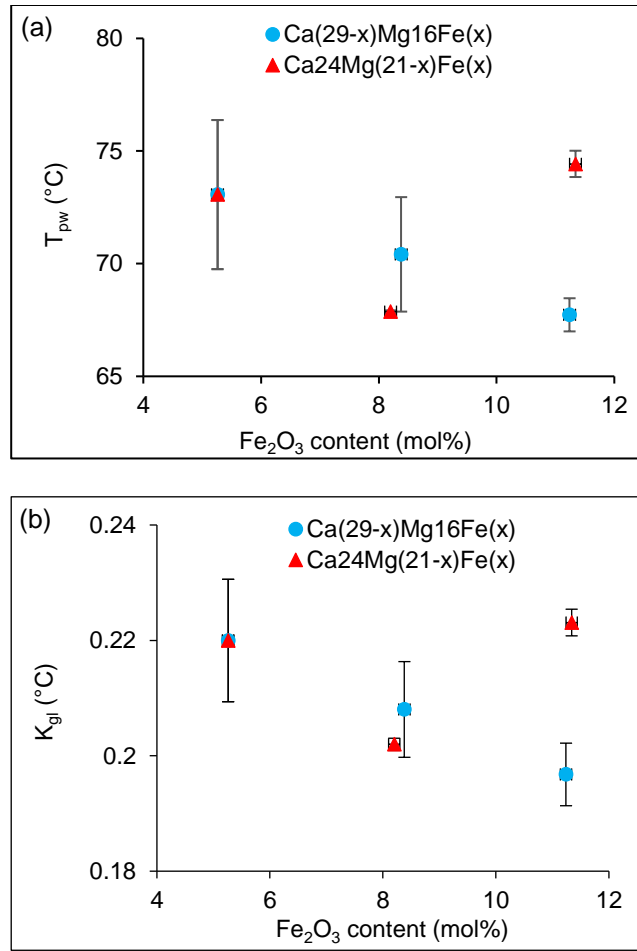 (a)
Ca(29-x)Mg16Fe(x)
Ca24Mg(21-x)Fe(x)
80
75
70
65
Tpw (°C)
4 6 8 10 12
Fe2O3 content (mol%)
(b)
Ca(29-x)Mg16Fe(x)
Ca24Mg(21-x)Fe(x)
0.24
0.22
0.2
0.18
Kgl (°C)
4 6 8 10 12
Fe2O3 content (mol%)